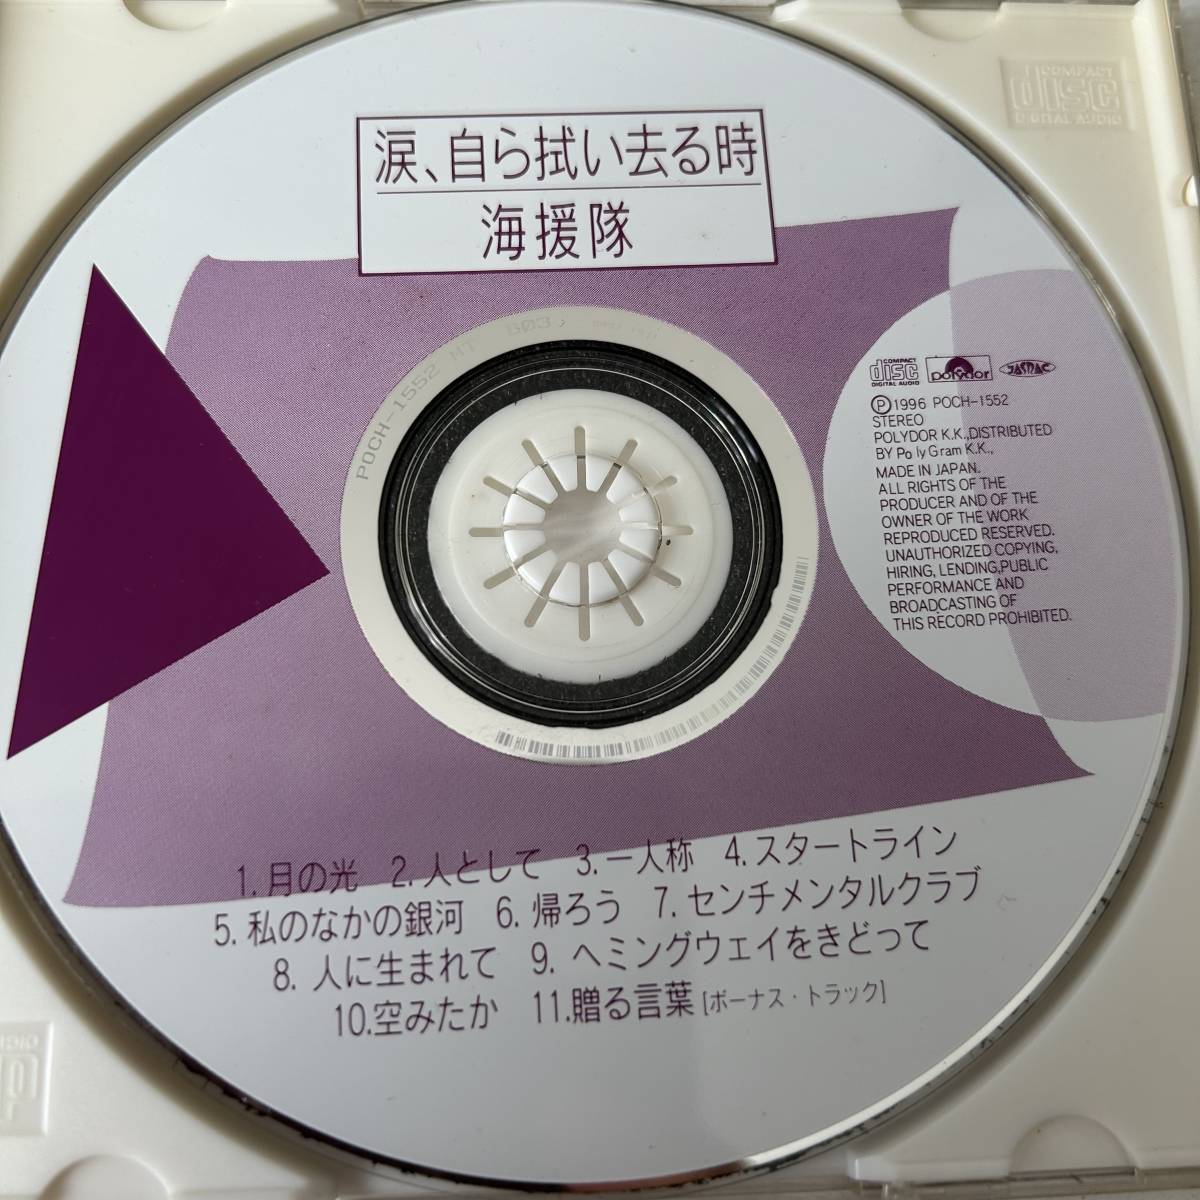 涙、自ら拭い去る時
海援隊
COMPACT
disc
DIGITAL AUDIO
POCH-1552 MT B03
COMPACT
disc
DIGITAL AUDIO
polydor
JASRAC
Ⓟ1996 POCH-1552
STEREO
POLYDOR K.K.,DISTRIBUTED
BY PolyGram K.K.,
MADE IN JAPAN.
ALL RIGHTS OF THE
PRODUCER AND OF THE
OWNER OF THE WORK
REPRODUCED RESERVED.
UNAUTHORIZED COPYING,
HIRING, LENDING,PUBLIC
PERFORMANCE AND
BROADCASTING OF
THIS RECORD PROHIBITED.
1. 月の光 2. 人として 3. 一人称 4. スタートライン
5. 私のなかの銀河 6. 帰ろう 7. センチメンタルクラブ
8. 人に生まれて 9. ヘミングウェイをきどって
10.空みたか 11.贈る言葉 [ボーナス・トラック]